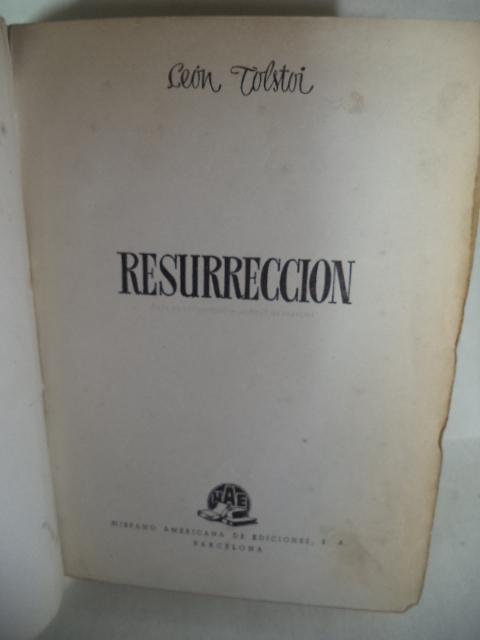 León Tolstoi
RESURRECCION
HAE
HISPANO AMERICANA DE EDICIONES, S. A.
BARCELONA